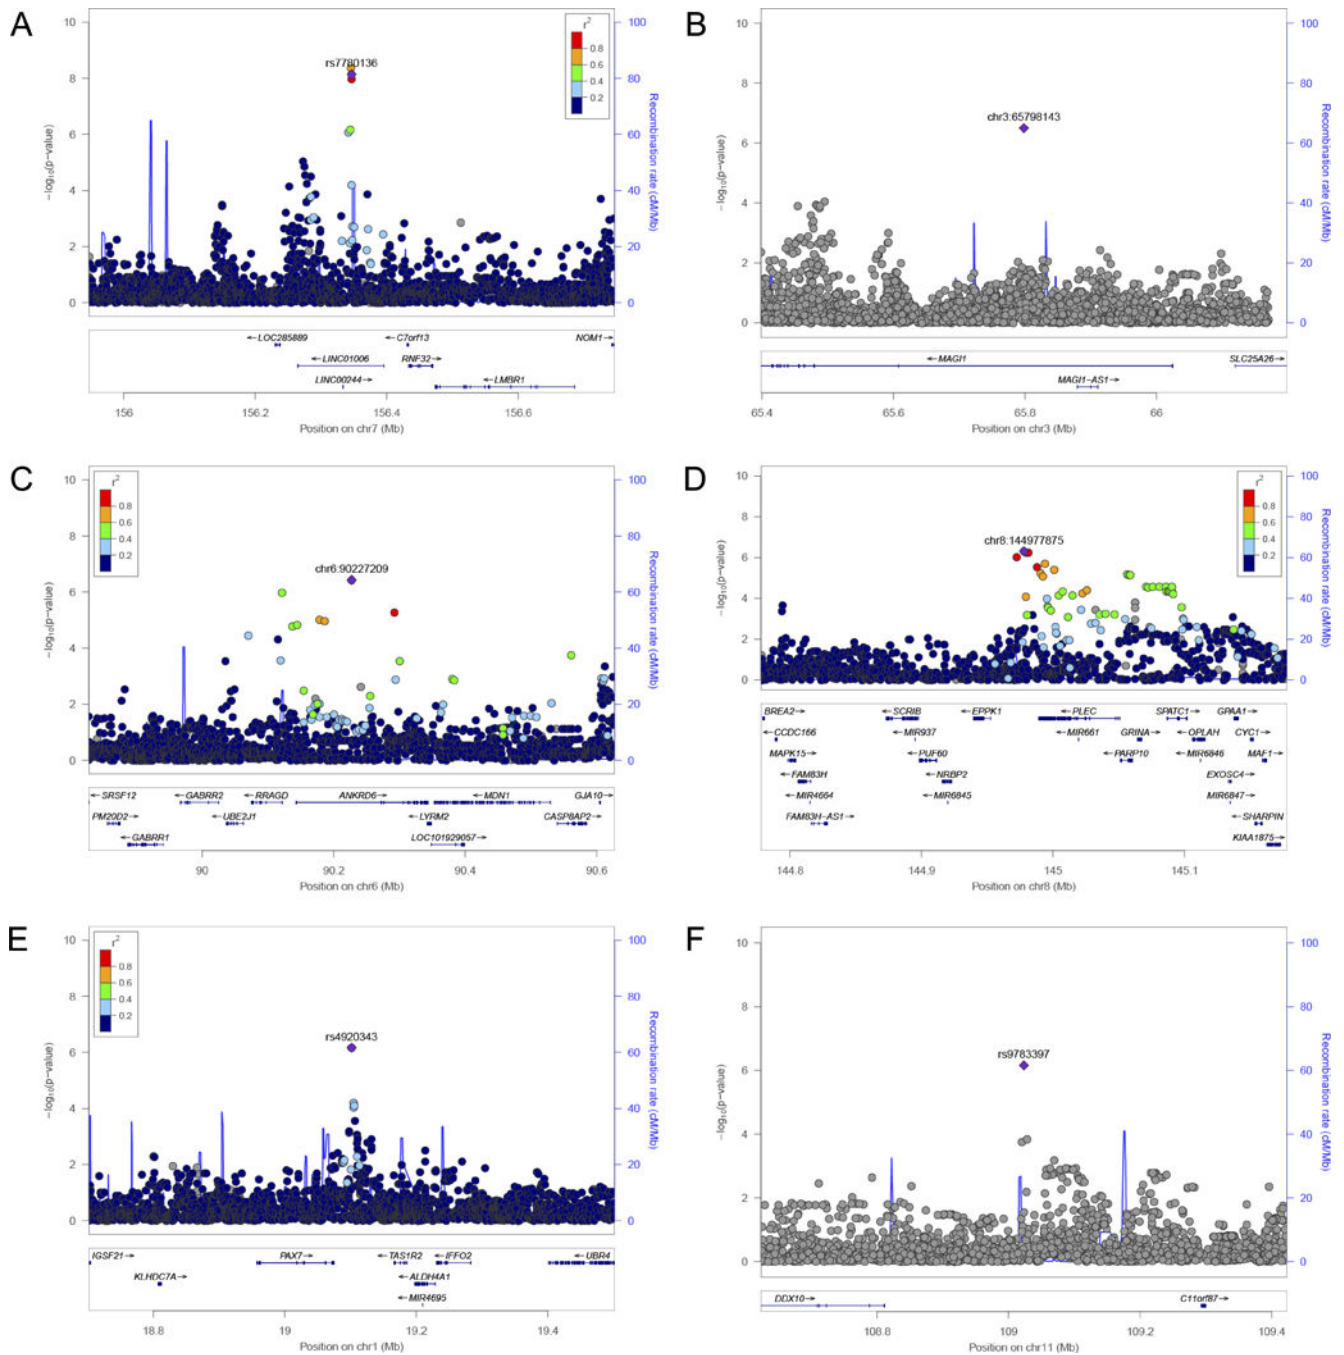 A
10
8
6
4
2
0
−log10(p-value)
100
80
60
40
20
0
Recombination rate (cM/Mb)
r2
0.8
0.6
0.4
0.2
rs7780136
←LOC285889
←C7orf13
NOM1→
←LINC01006
RNF32→
LINC00244→
←LMBR1
156
156.2
156.4
156.6
Position on chr7 (Mb)
B
10
8
6
4
2
0
−log10(p-value)
100
80
60
40
20
0
Recombination rate (cM/Mb)
chr3:65798143
←MAGI1
SLC25A26→
MAGI1-AS1→
65.4
65.6
65.8
66
Position on chr3 (Mb)
C
10
8
6
4
2
0
−log10(p-value)
100
80
60
40
20
0
Recombination rate (cM/Mb)
r2
0.8
0.6
0.4
0.2
chr6:90227209
←SRSF12
←GABRR2
←RRAGD
ANKRD6→
←MDN1
GJA10→
PM20D2→
←UBE2J1
←LYRM2
CASP8AP2→
←GABRR1
LOC101929057→
90
90.2
90.4
90.6
Position on chr6 (Mb)
D
10
8
6
4
2
0
−log10(p-value)
100
80
60
40
20
0
Recombination rate (cM/Mb)
r2
0.8
0.6
0.4
0.2
chr8:144977875
BREA2→
←SCRIB
←EPPK1
←PLEC
SPATC1→
GPAA1→
←CCDC166
←MIR937
←MIR661
GRINA→
←OPLAH
CYC1→
MAPK15→
←PUF60
←PARP10
←MIR6846
MAF1→
←FAM83H
←NRBP2
EXOSC4→
←MIR4664
←MIR6845
MIR6847→
FAM83H-AS1→
←SHARPIN
KIAA1875→
144.8
144.9
145
145.1
Position on chr8 (Mb)
E
10
8
6
4
2
0
−log10(p-value)
100
80
60
40
20
0
Recombination rate (cM/Mb)
r2
0.8
0.6
0.4
0.2
rs4920343
IGSF21→
PAX7→
←TAS1R2
←IFFO2
←UBR4
KLHDC7A→
←ALDH4A1
←MIR4695
18.8
19
19.2
19.4
Position on chr1 (Mb)
F
10
8
6
4
2
0
−log10(p-value)
100
80
60
40
20
0
Recombination rate (cM/Mb)
rs9783397
DDX10→
C11orf87→
108.8
109
109.2
109.4
Position on chr11 (Mb)